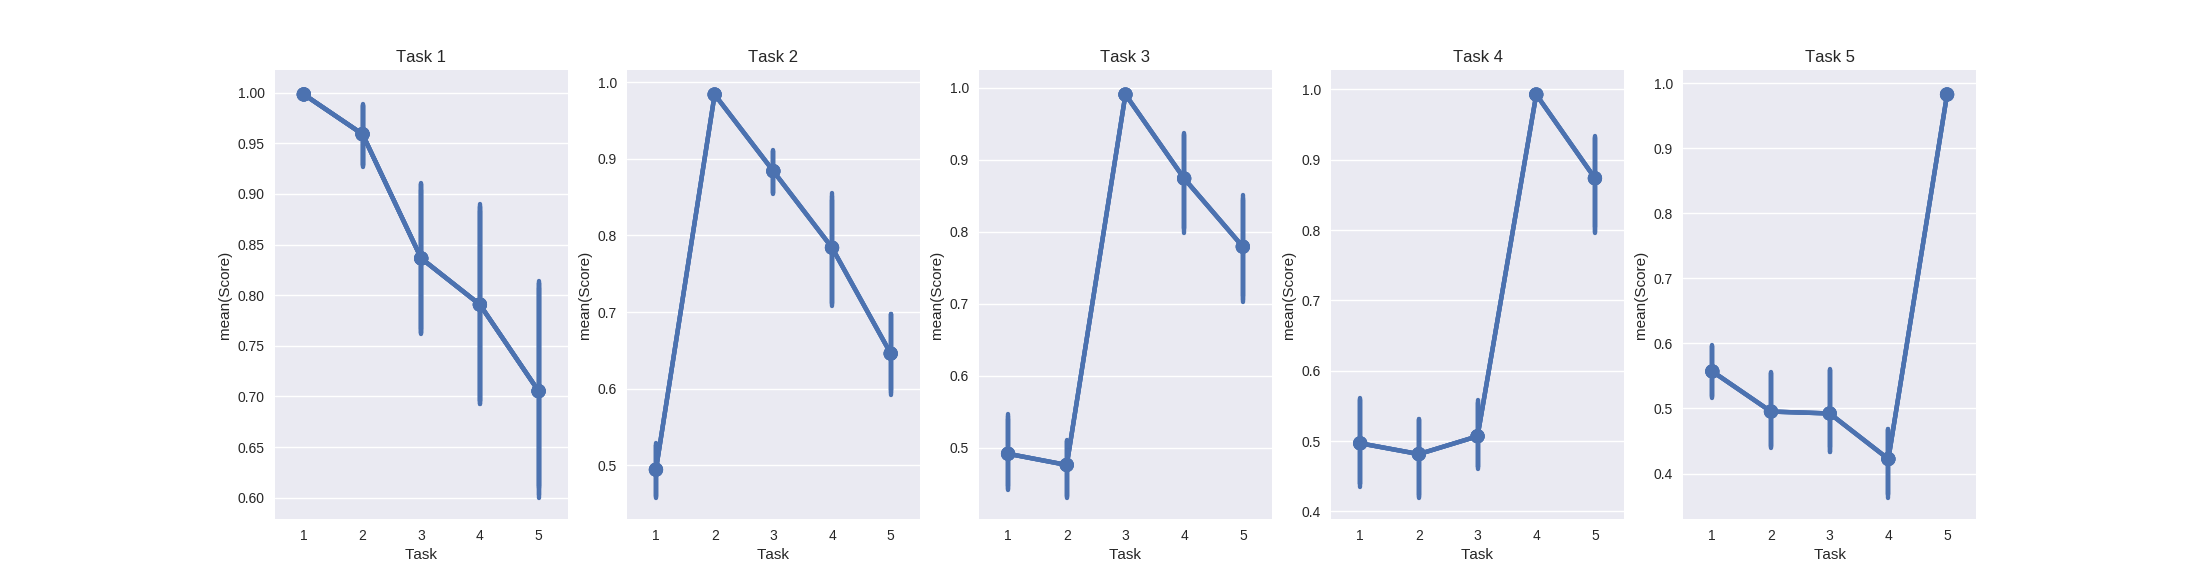 Task 1
1.00
0.95
0.90
0.85
0.80
0.75
0.70
0.65
0.60
mean(Score)
1 2 3 4 5
Task
Task 2
1.0
0.9
0.8
0.7
0.6
0.5
mean(Score)
1 2 3 4 5
Task
Task 3
1.0
0.9
0.8
0.7
0.6
0.5
mean(Score)
1 2 3 4 5
Task
Task 4
1.0
0.9
0.8
0.7
0.6
0.5
0.4
mean(Score)
1 2 3 4 5
Task
Task 5
1.0
0.9
0.8
0.7
0.6
0.5
0.4
mean(Score)
1 2 3 4 5
Task